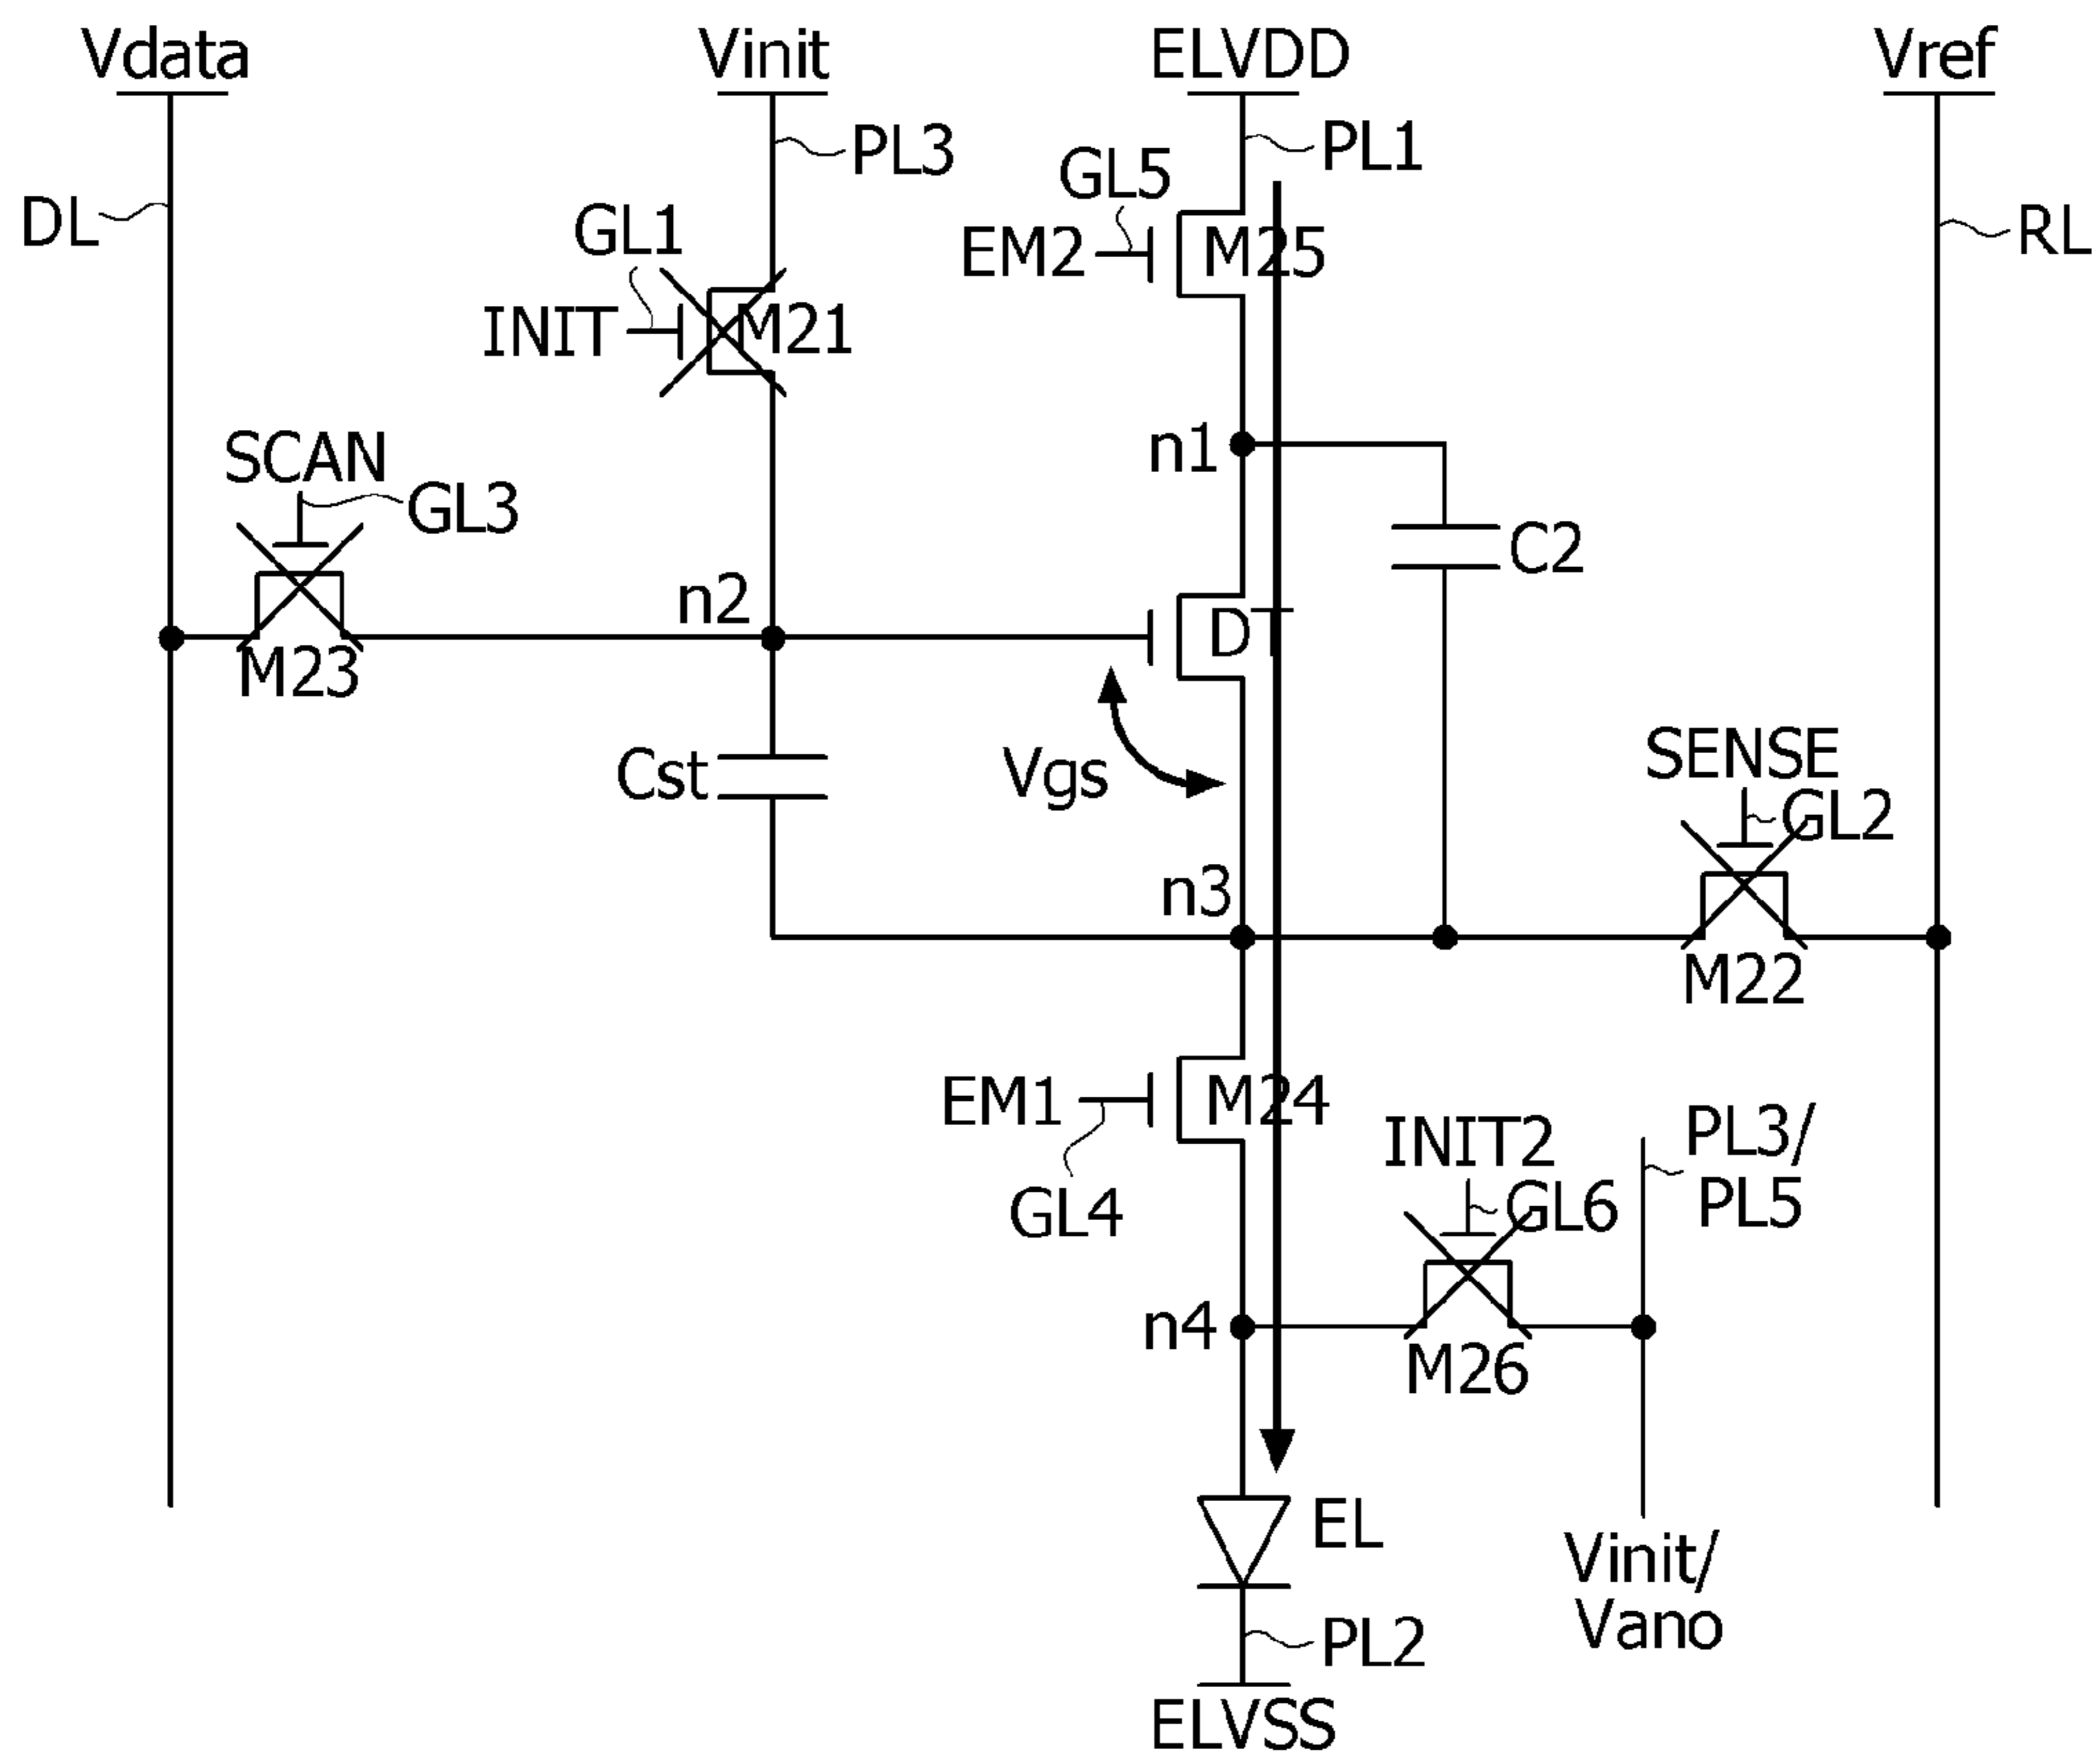 Vdata
Vinit
ELVDD
Vref
PL3
PL1
GL5
DL
GL1
EM2
M25
RL
INIT
M21
n1
SCAN
GL3
C2
n2
DT
M23
Cst
Vgs
SENSE
GL2
n3
M22
EM1
M24
PL3/
PL5
INIT2
GL6
GL4
n4
M26
EL
Vinit/
Vano
PL2
ELVSS